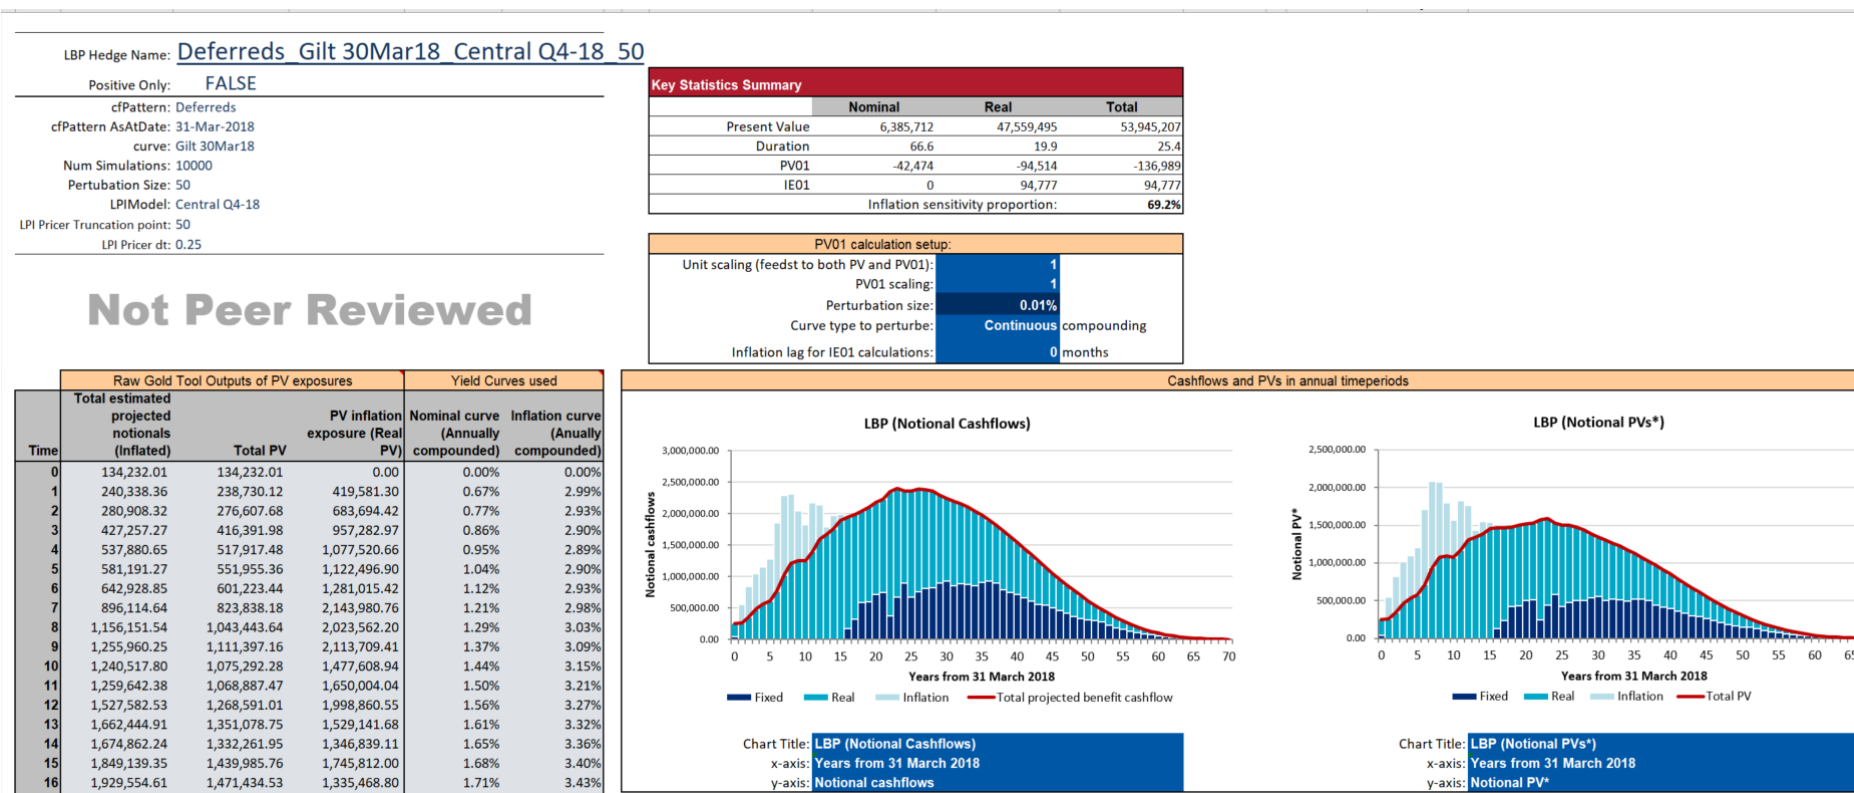 LBP Hedge Name: Deferreds_Gilt 30Mar18_Central Q4-18_50
Positive Only: FALSE
cfPattern: Deferreds
cfPattern AsAtDate: 31-Mar-2018
curve: Gilt 30Mar18
Num Simulations: 10000
Pertubation Size: 50
LPIModel: Central Q4-18
LPI Pricer Truncation point: 50
LPI Pricer dt: 0.25
Not Peer Reviewed
Key Statistics Summary
Nominal Real Total
Present Value 6,385,712 47,559,495 53,945,207
Duration 66.6 19.9 25.4
PV01 -42,474 -94,514 -136,989
IE01 0 94,777 94,777
Inflation sensitivity proportion: 69.2%
PV01 calculation setup:
Unit scaling (feedst to both PV and PV01): 1
PV01 scaling: 1
Perturbation size: 0.01%
Curve type to perturbe: Continuous compounding
Inflation lag for IE01 calculations: 0 months
Raw Gold Tool Outputs of PV exposures Yield Curves used
Total estimated
projected PV inflation Nominal curve Inflation curve
notionals exposure (Real (Annually (Anually
Time (Inflated) Total PV PV) compounded) compounded)
0 134,232.01 134,232.01 0.00 0.00% 0.00%
1 240,338.36 238,730.12 419,581.30 0.67% 2.99%
2 280,908.32 276,607.68 683,694.42 0.77% 2.93%
3 427,257.27 416,391.98 957,282.97 0.86% 2.90%
4 537,880.65 517,917.48 1,077,520.66 0.95% 2.89%
5 581,191.27 551,955.36 1,122,496.90 1.04% 2.90%
6 642,928.85 601,223.44 1,281,015.42 1.12% 2.93%
7 896,114.64 823,838.18 2,143,980.76 1.21% 2.98%
8 1,156,151.54 1,043,443.64 2,023,562.20 1.29% 3.03%
9 1,255,960.25 1,111,397.16 2,113,709.41 1.37% 3.09%
10 1,240,517.80 1,075,292.28 1,477,608.94 1.44% 3.15%
11 1,259,642.38 1,068,887.47 1,650,004.04 1.50% 3.21%
12 1,527,582.53 1,268,591.01 1,998,860.55 1.56% 3.27%
13 1,662,444.91 1,351,078.75 1,529,141.68 1.61% 3.32%
14 1,674,862.24 1,332,261.95 1,346,839.11 1.65% 3.36%
15 1,849,139.35 1,439,985.76 1,745,812.00 1.68% 3.40%
16 1,929,554.61 1,471,434.53 1,335,468.80 1.71% 3.43%
Cashflows and PVs in annual timeperiods
LBP (Notional Cashflows)
Notional cashflows
3,000,000.00
2,500,000.00
2,000,000.00
1,500,000.00
1,000,000.00
500,000.00
0.00
0 5 10 15 20 25 30 35 40 45 50 55 60 65 70
Years from 31 March 2018
Fixed Real Inflation Total projected benefit cashflow
Chart Title: LBP (Notional Cashflows)
x-axis: Years from 31 March 2018
y-axis: Notional cashflows
LBP (Notional PVs*)
Notional PV*
2,500,000.00
2,000,000.00
1,500,000.00
1,000,000.00
500,000.00
0.00
0 5 10 15 20 25 30 35 40 45 50 55 60 65
Years from 31 March 2018
Fixed Real Inflation Total PV
Chart Title: LBP (Notional PVs*)
x-axis: Years from 31 March 2018
y-axis: Notional PV*